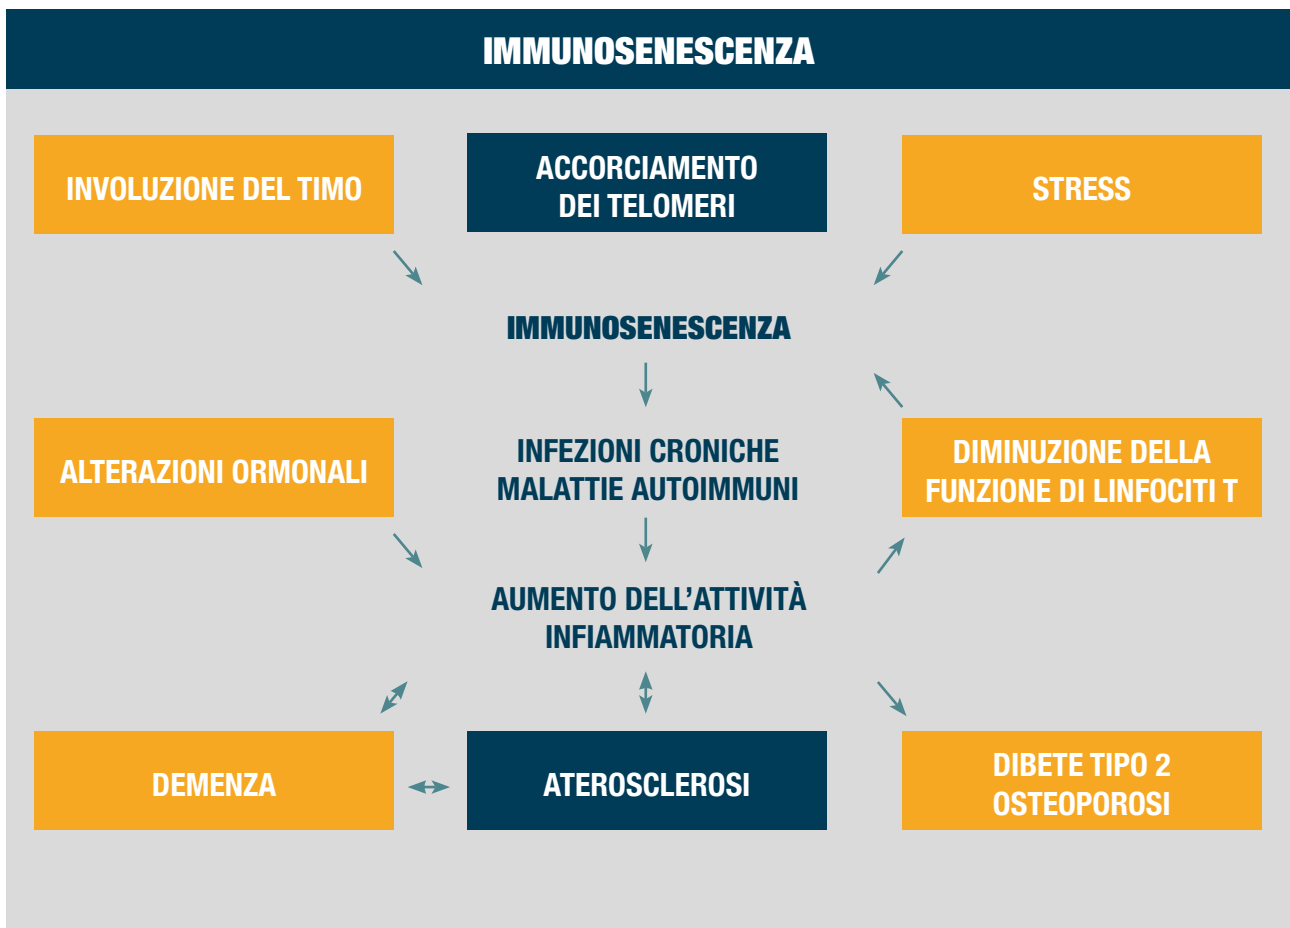 IMMUNOSENESCENZA
INVOLUZIONE DEL TIMO
ACCORCIAMENTO
DEI TELOMERI
STRESS
IMMUNOSENESCENZA
ALTERAZIONI ORMONALI
INFEZIONI CRONICHE
MALATTIE AUTOIMMUNI
DIMINUZIONE DELLA
FUNZIONE DI LINFOCITI T
AUMENTO DELL’ATTIVITÀ
INFIAMMATORIA
DEMENZA
ATEROSCLEROSI
DIBETE TIPO 2
OSTEOPOROSI